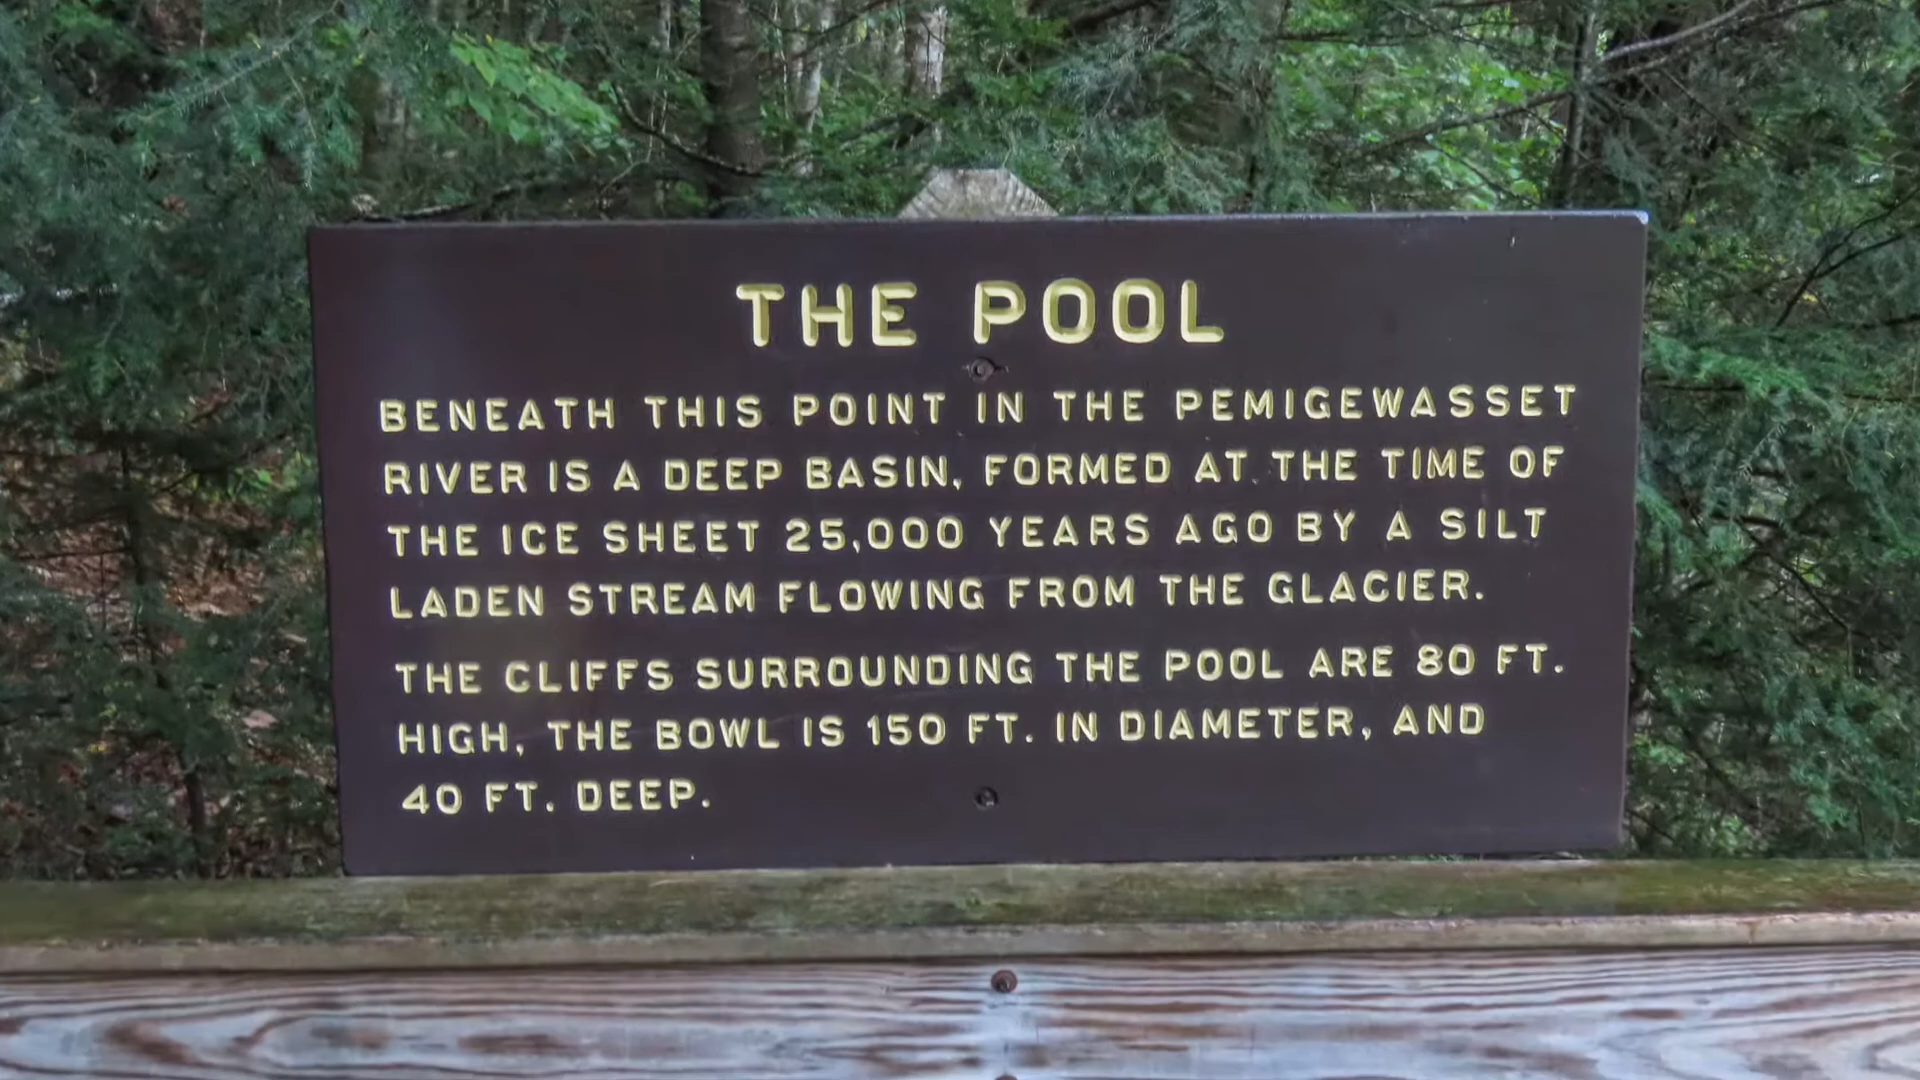 THE POOL
BENEATH THIS POINT IN THE PEMIGEWASSET
RIVER IS A DEEP BASIN, FORMED AT THE TIME OF
THE ICE SHEET 25,000 YEARS AGO BY A SILT
LADEN STREAM FLOWING FROM THE GLACIER.
THE CLIFFS SURROUNDING THE POOL ARE 80 FT.
HIGH, THE BOWL IS 150 FT. IN DIAMETER, AND
40 FT. DEEP.